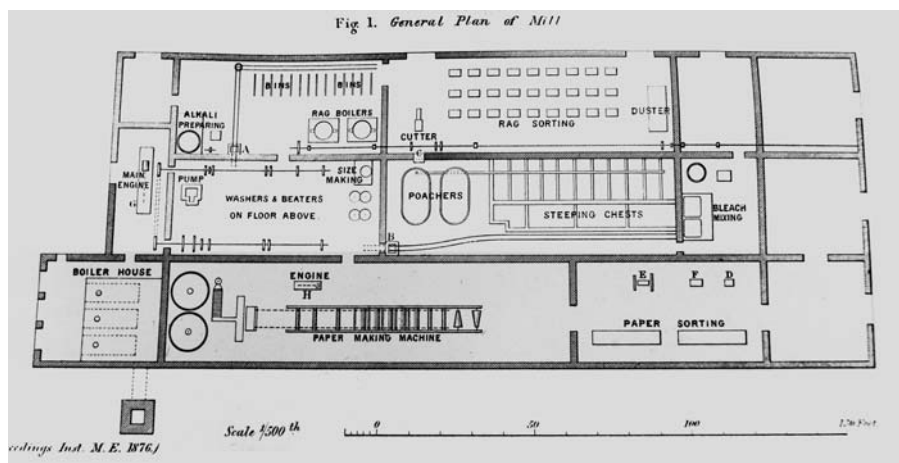 Fig. 1. General Plan of Mill
BINS BINS
ALKALI
PREPARING
A
RAG BOILERS
CUTTER
C
RAG SORTING
DUSTER
MAIN
ENGINE
G
PUMP
SIZE
MAKING
WASHERS & BEATERS
ON FLOOR ABOVE.
POACHERS
STEEPING CHESTS
BLEACH
MIXING
B
BOILER HOUSE
ENGINE
H
PAPER MAKING MACHINE
E F D
PAPER SORTING
Scale 1/500th
0 50 100 Feet.
Inst. M. E. 1876.)